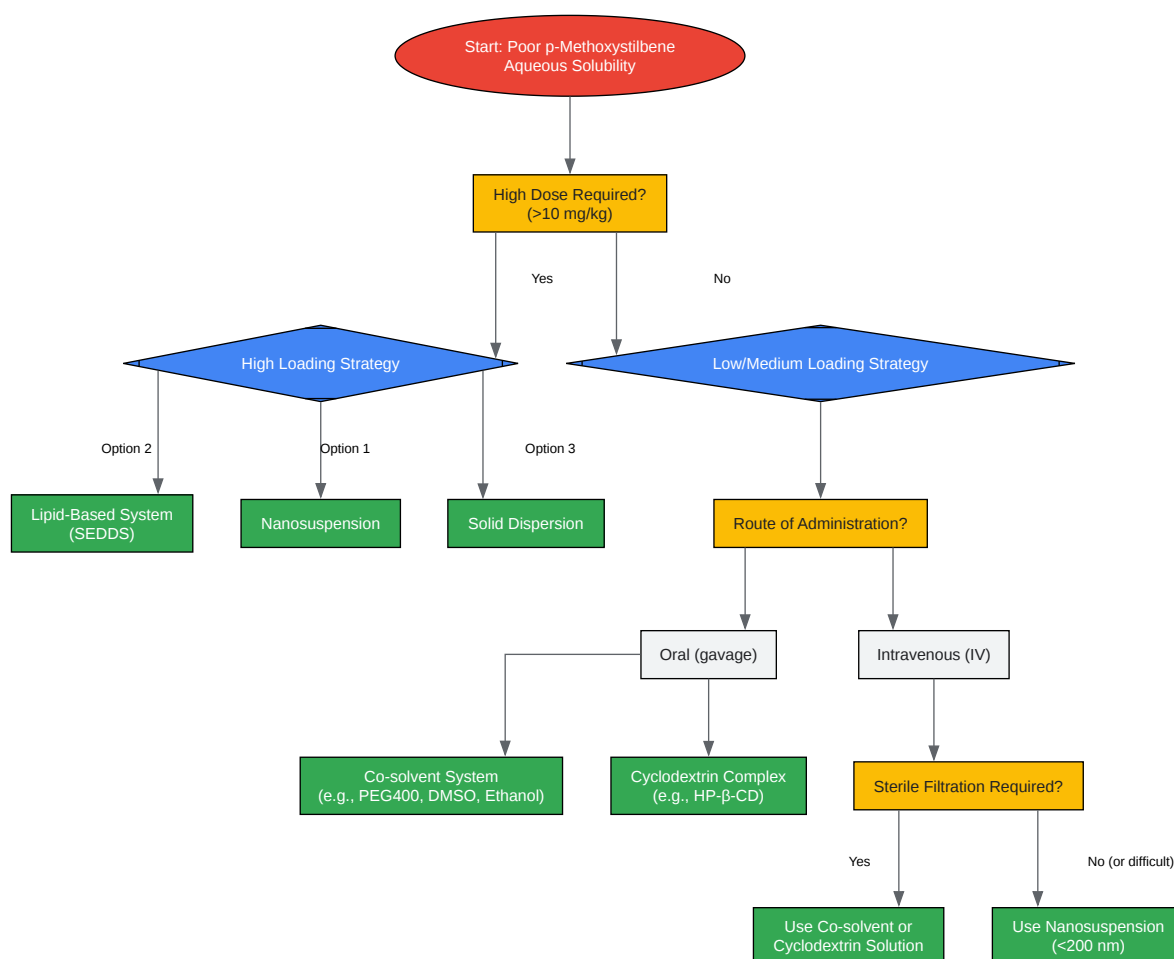 Start: Poor p-Methoxystilbene
Aqueous Solubility
High Dose Required?
(>10 mg/kg)
Yes
No
High Loading Strategy
Low/Medium Loading Strategy
Option 2
Option 1
Option 3
Lipid-Based System
(SEDDS)
Nanosuspension
Solid Dispersion
Route of Administration?
Oral (gavage)
Intravenous (IV)
Co-solvent System
(e.g., PEG400, DMSO, Ethanol)
Cyclodextrin Complex
(e.g., HP-β-CD)
Sterile Filtration Required?
Yes
No (or difficult)
Use Co-solvent or
Cyclodextrin Solution
Use Nanosuspension
(<200 nm)